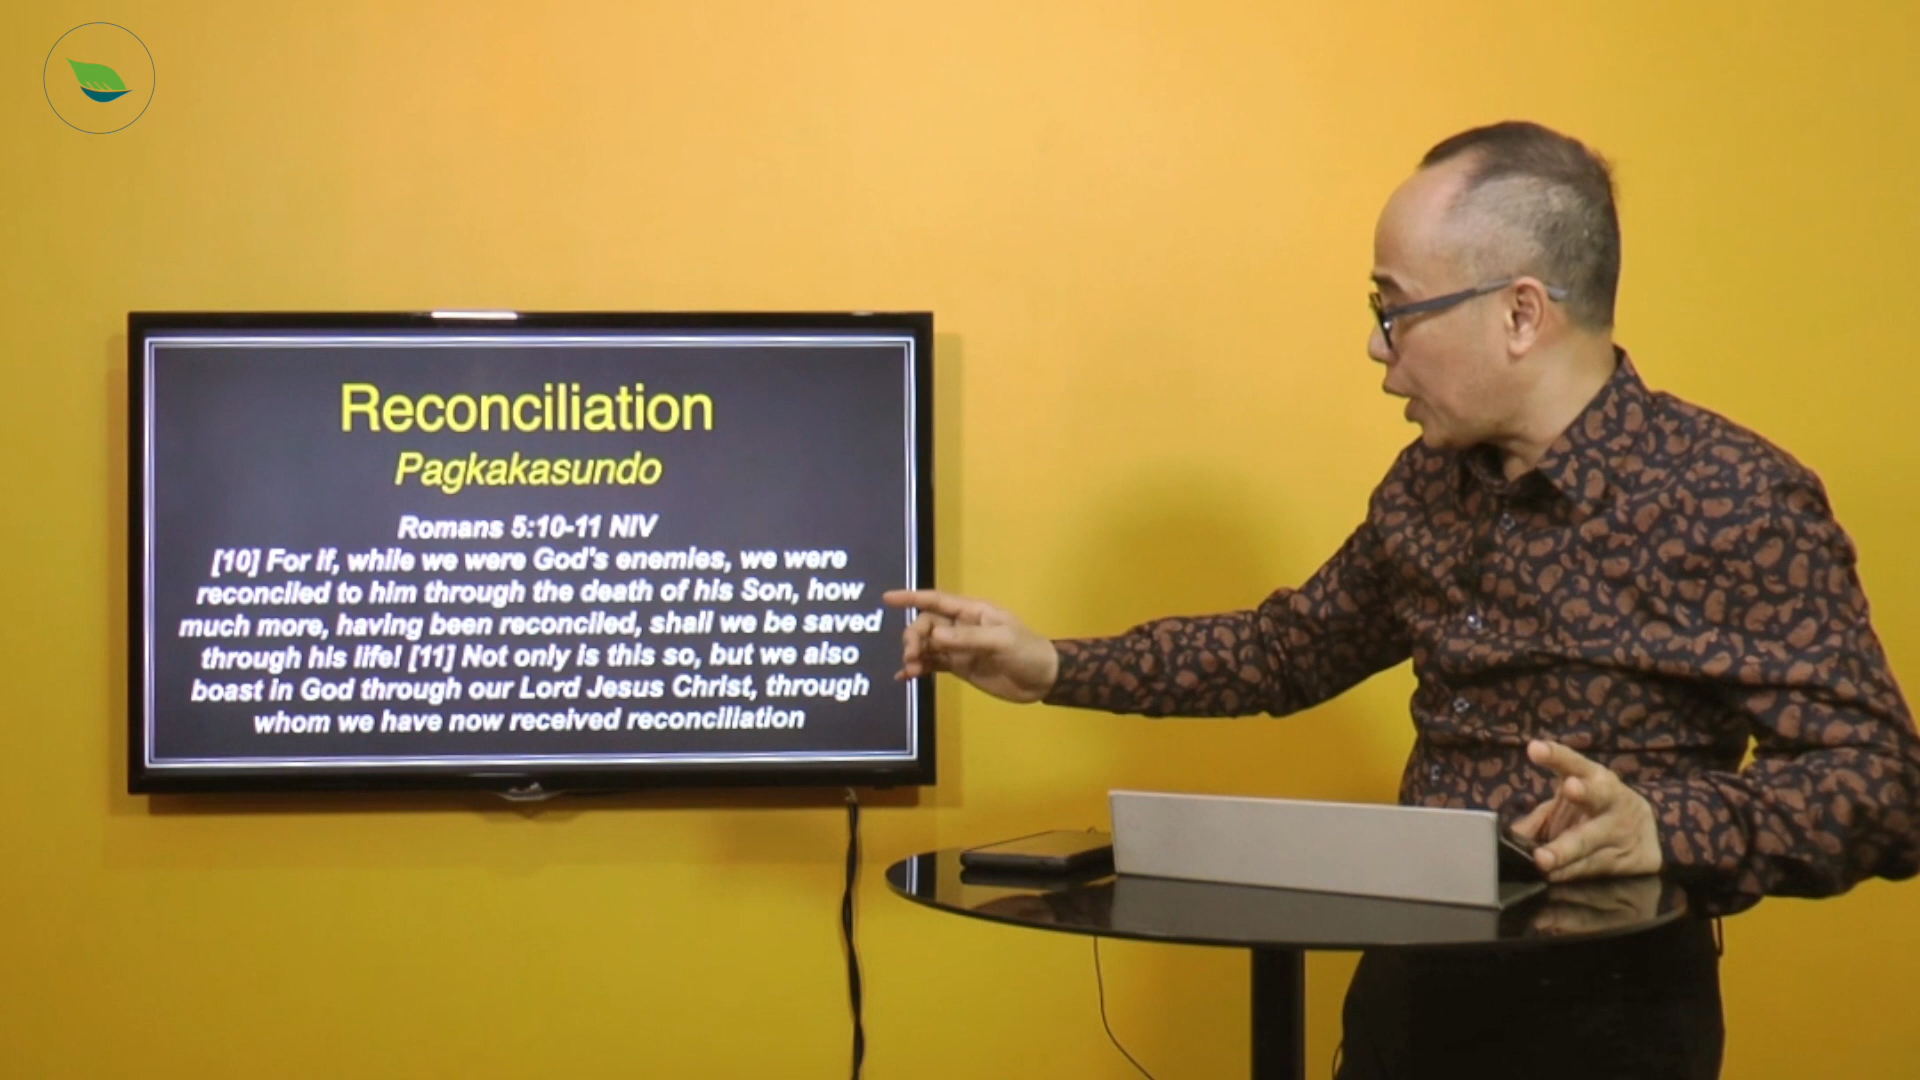 Reconciliation
Pagkakasundo
Romans 5:10-11 NIV
[10] For if, while we were God's enemies, we were
reconciled to him through the death of his Son, how
much more, having been reconciled, shall we be saved
through his life! [11] Not only is this so, but we also
boast in God through our Lord Jesus Christ, through
whom we have now received reconciliation